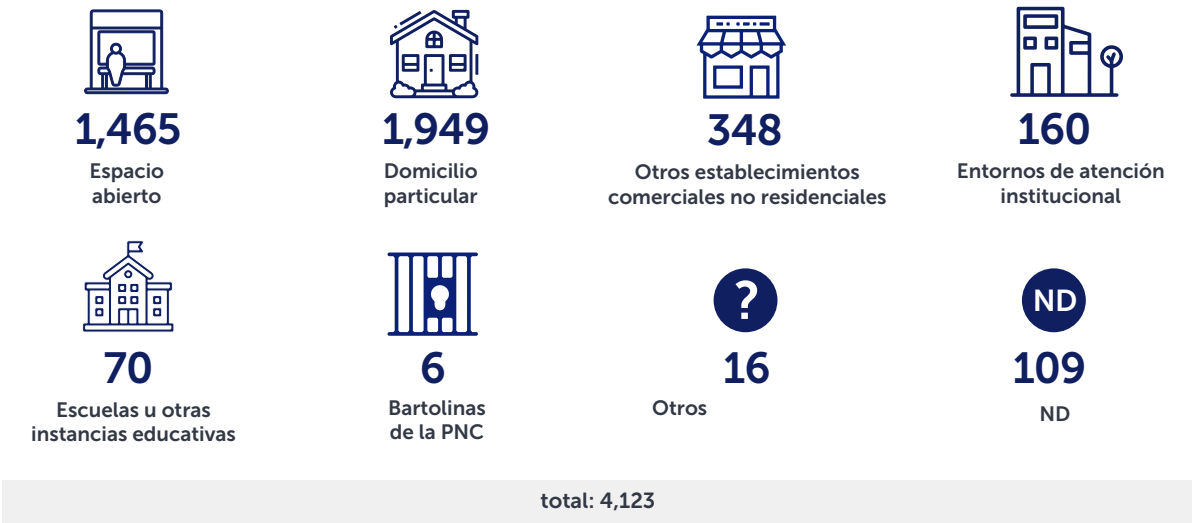 1,465
Espacio
abierto
1,949
Domicilio
particular
348
Otros establecimientos
comerciales no residenciales
160
Entornos de atención
institucional
70
Escuelas u otras
instancias educativas
6
Bartolinas
de la PNC
?
16
Otros
ND
109
ND
total: 4,123